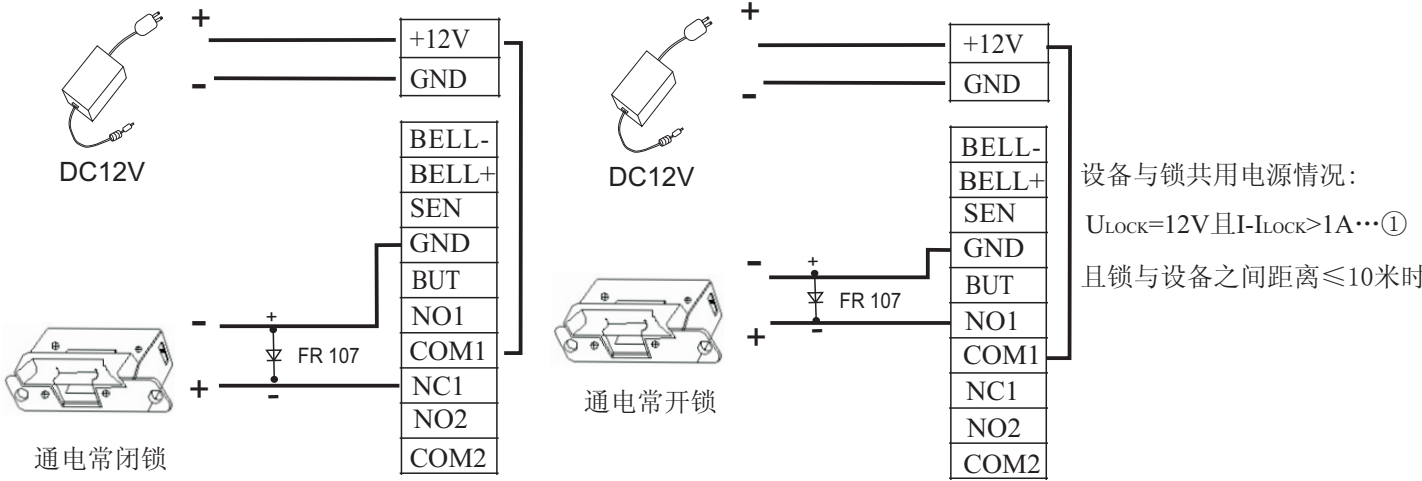 +
+12V
-
GND
DC12V
BELL-
BELL+
SEN
GND
BUT
NO1
COM1
NC1
NO2
COM2
-
+
FR 107
+
-
通电常闭锁
+
+12V
-
GND
DC12V
BELL-
BELL+
SEN
GND
BUT
NO1
COM1
NC1
NO2
COM2
-
+
FR 107
+
-
通电常开锁
设备与锁共用电源情况:
ULOCK=12V且I-ILOCK>1A…①
且锁与设备之间距离≤10米时